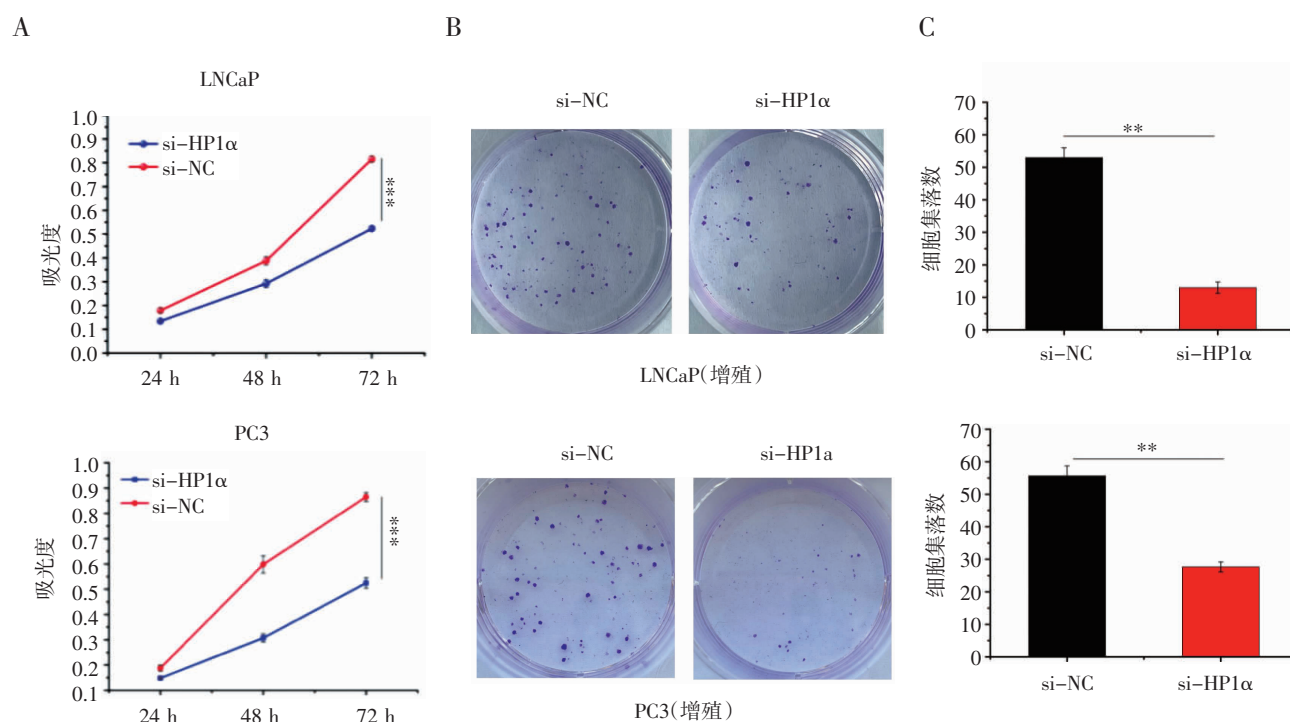 A
B
C
LNCaP
1.0
0.9
0.8
0.7
0.6
0.5
0.4
0.3
0.2
0.1
0.0
吸光度
si-HP1α
si-NC
***
24 h 48 h 72 h
si-NC si-HP1α
LNCaP(增殖)
70
60
50
40
30
20
10
0
细胞集落数
**
si-NC si-HP1α
PC3
1.0
0.9
0.8
0.7
0.6
0.5
0.4
0.3
0.2
0.1
吸光度
si-HP1α
si-NC
***
24 h 48 h 72 h
si-NC si-HP1a
PC3(增殖)
70
60
50
40
30
20
10
0
细胞集落数
**
si-NC si-HP1α